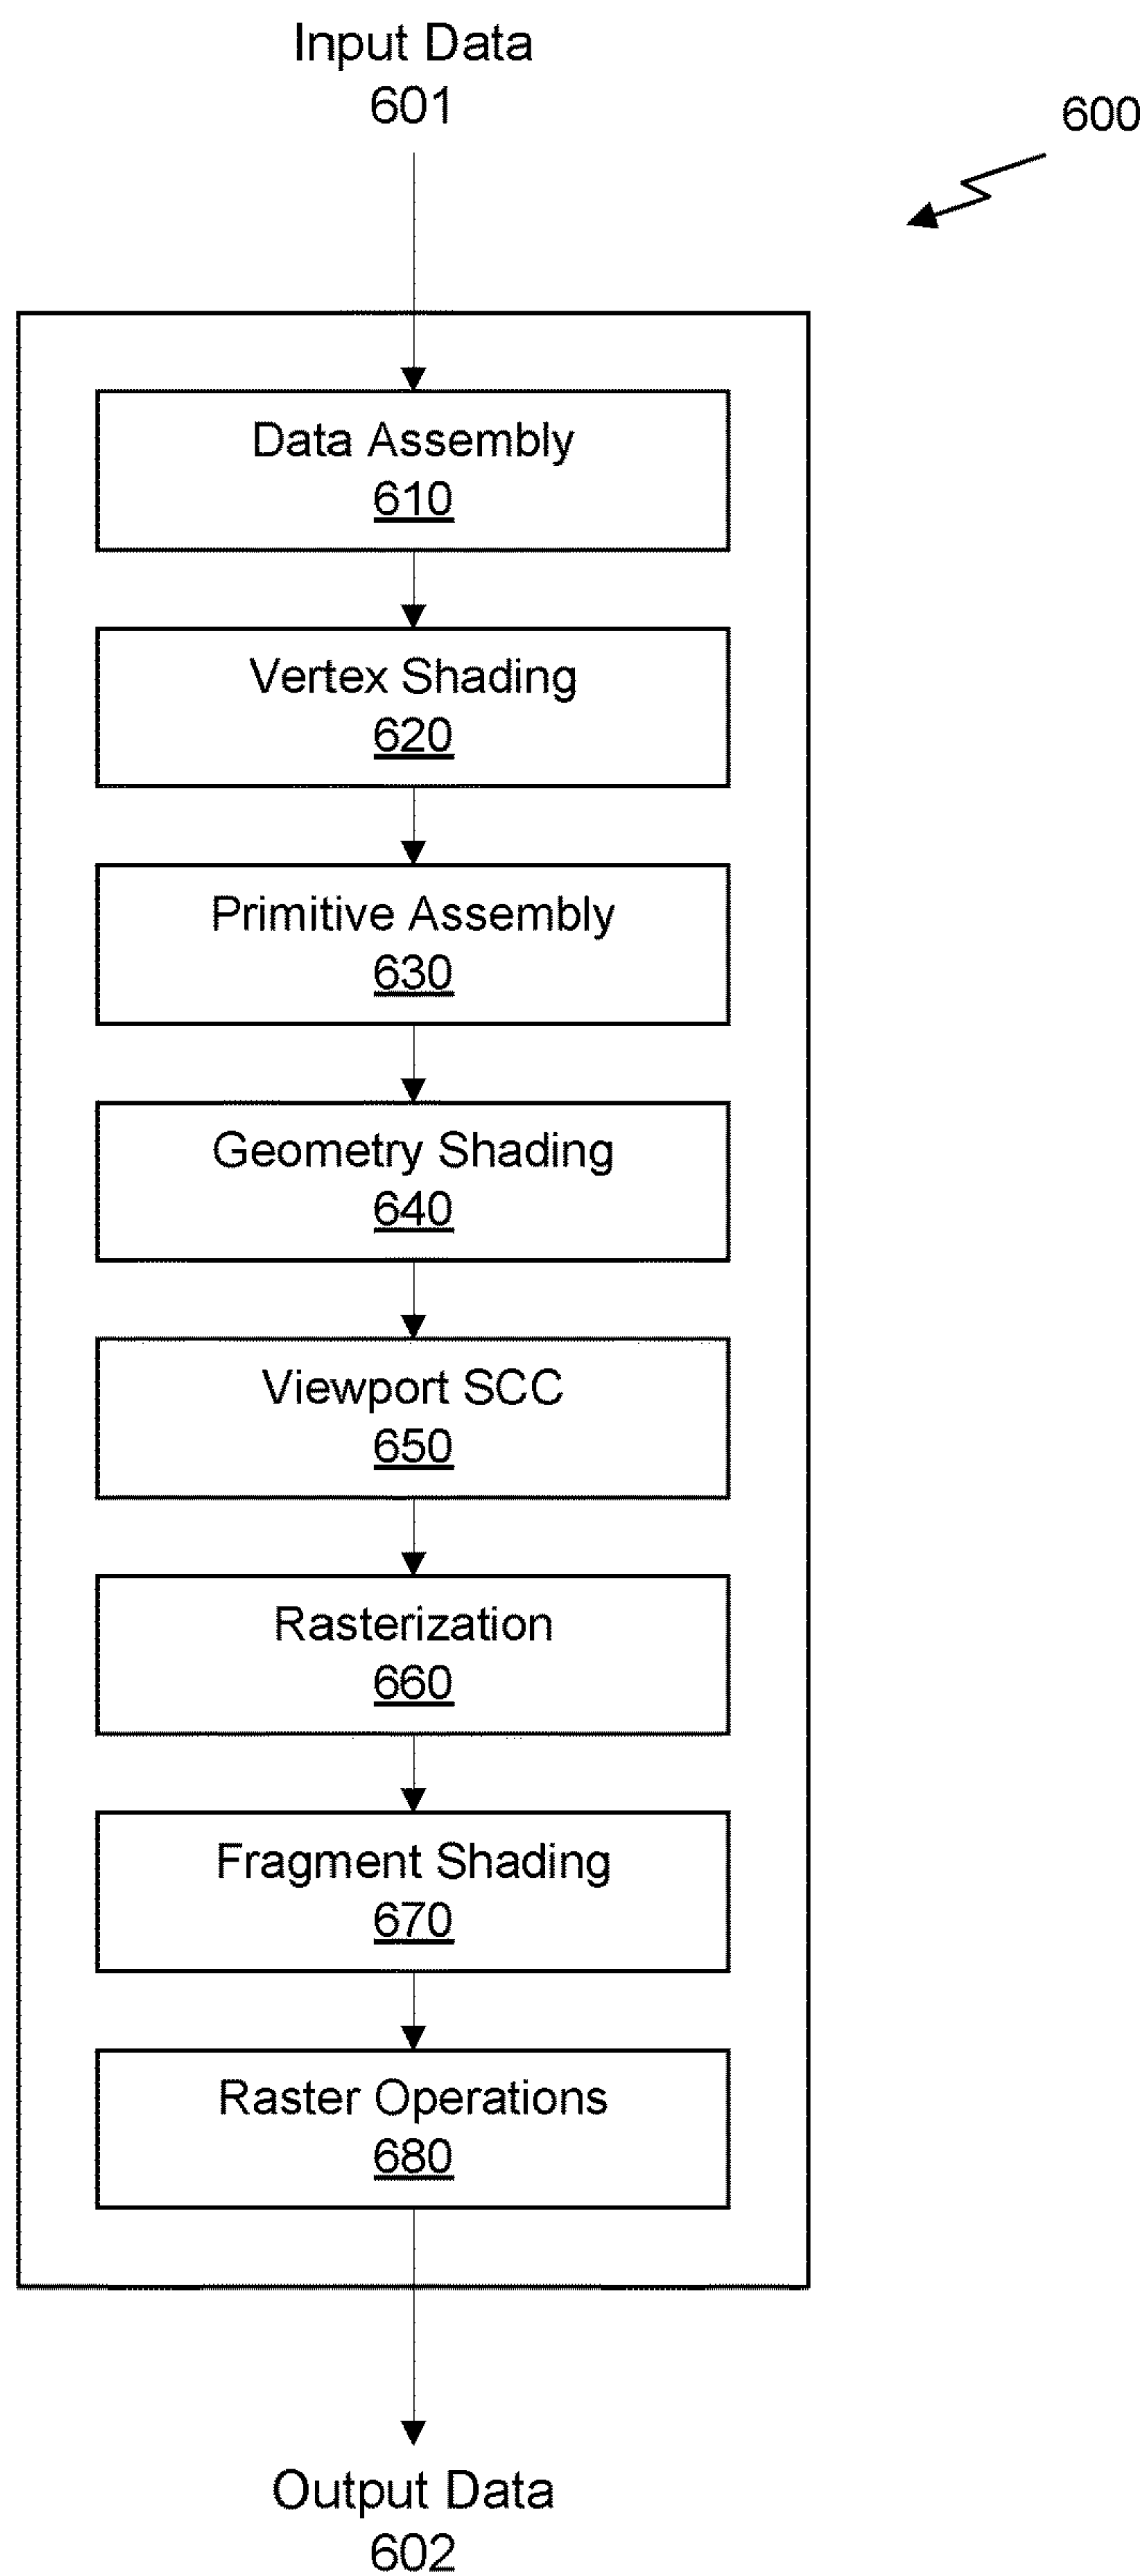 Input Data
601
600
Data Assembly
610
Vertex Shading
620
Primitive Assembly
630
Geometry Shading
640
Viewport SCC
650
Rasterization
660
Fragment Shading
670
Raster Operations
680
Output Data
602